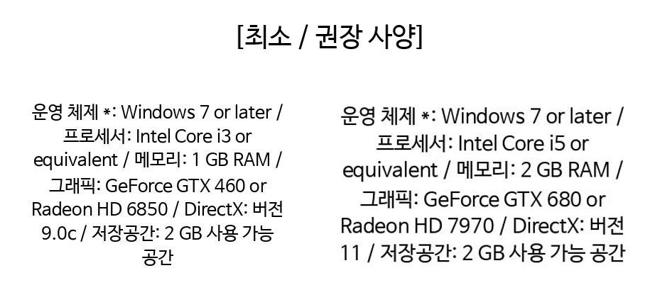 [최소 / 권장 사양]
운영 체제 *: Windows 7 or later /
프로세서: Intel Core i3 or
equivalent / 메모리: 1 GB RAM /
그래픽: GeForce GTX 460 or
Radeon HD 6850 / DirectX: 버전
9.0c / 저장공간: 2 GB 사용 가능
공간
운영 체제 *: Windows 7 or later /
프로세서: Intel Core i5 or
equivalent / 메모리: 2 GB RAM /
그래픽: GeForce GTX 680 or
Radeon HD 7970 / DirectX: 버전
11 / 저장공간: 2 GB 사용 가능 공간